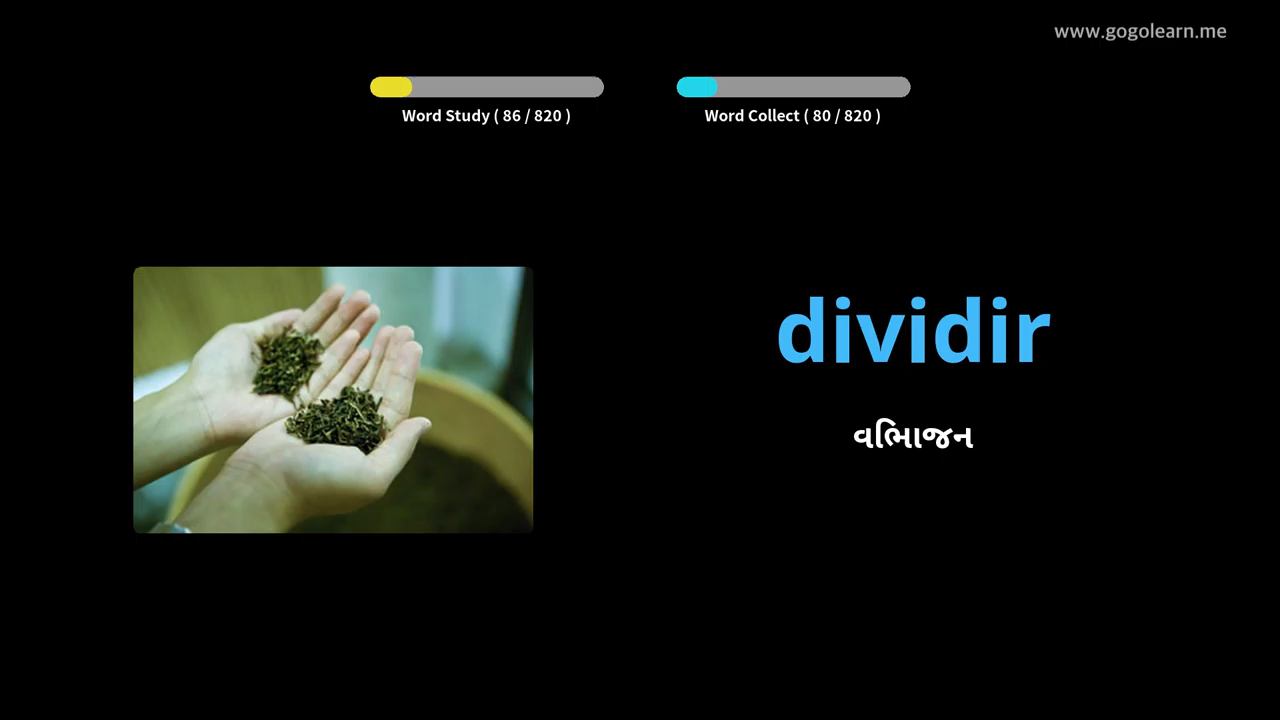 www.gogolearn.me
Word Study ( 86 / 820 )
Word Collect ( 80 / 820 )
dividir
વિભાજન